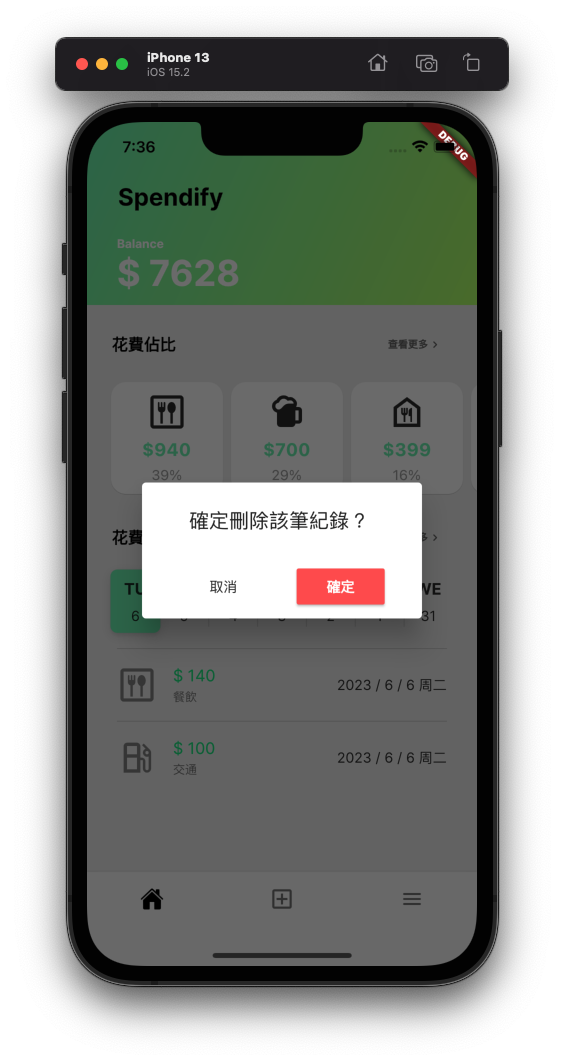 iPhone 13
iOS 15.2
7:36
DEBUG
Spendify
Balance
$ 7628
花費佔比
查看更多
$940
$700
$399
39%
29%
16%
確定刪除該筆紀錄？
花費
取消
確定
TU
WE
6
31
$ 140
餐飲
2023 / 6 / 6 周二
$ 100
交通
2023 / 6 / 6 周二